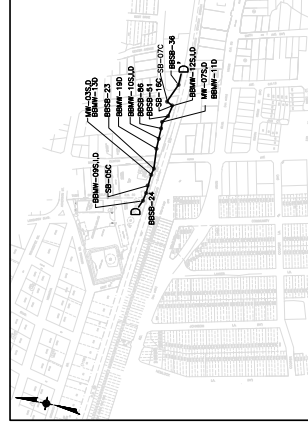 BBMW-09S,I,D
SB-05C
MW-03S,D
BBMW-13D
BBSB-23
BBMW-19D
BBMW-10S,I,D
BBSB-86
BBSB-51
SB-16C
SB-07C
BBSB-36
D
D'
BBSB-24
BBMW-12S,I,D
MW-07S,D
BBMW-11D